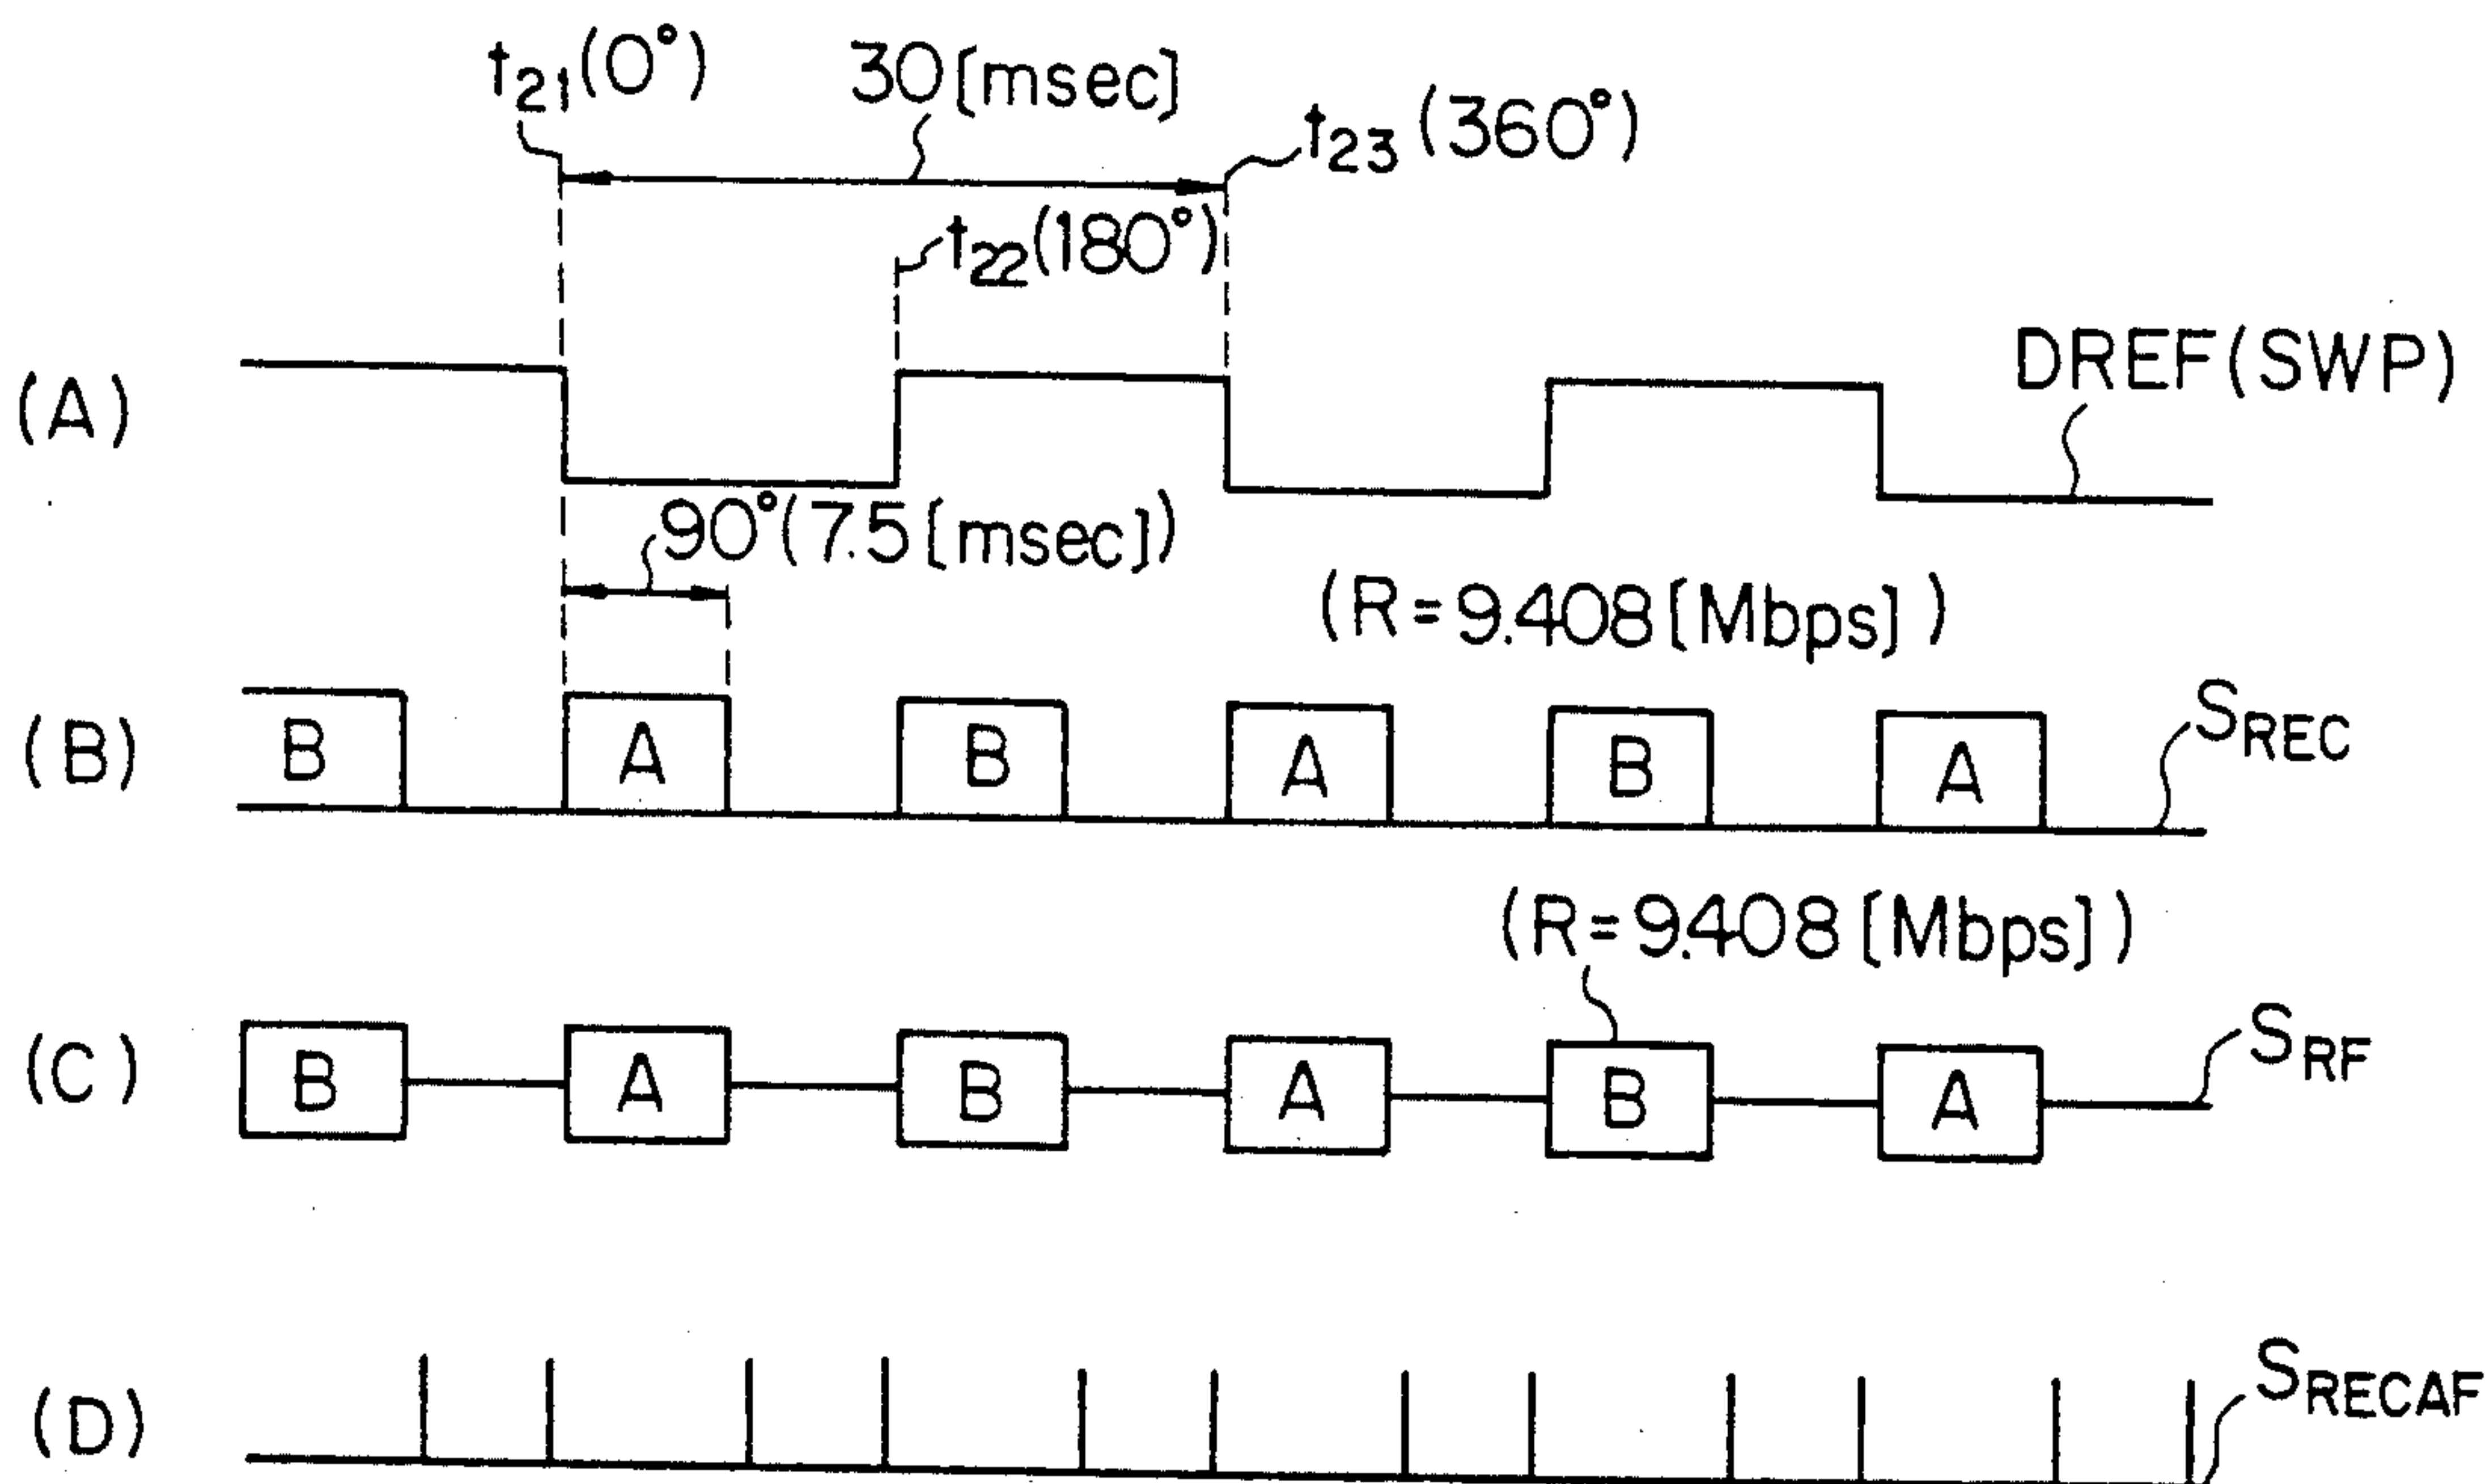 t21(0°) 30[msec] t23(360°)
t22(180°)
(A) DREF(SWP)
90°(7.5[msec])
(R=9.408[Mbps])
(B) B A B A B A SREC
(R=9.408[Mbps])
(C) B A B A B A SRF
(D) SRECAF